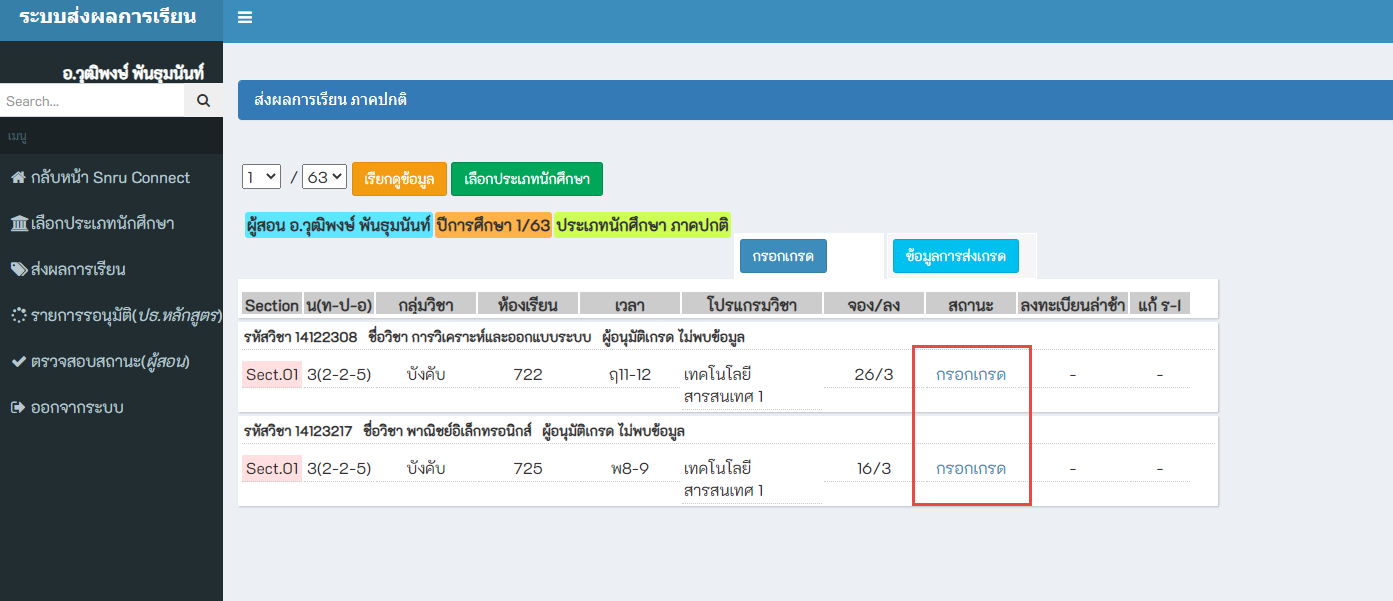 ระบบส่งผลการเรียน
อ.วุฒิพงษ์ พันธุมนันท์
Search...
เมนู
กลับหน้า Snru Connect
เลือกประเภทนักศึกษา
ส่งผลการเรียน
รายการรอนุมัติ(ปธ.หลักสูตร)
ตรวจสอบสถานะ(ผู้สอน)
ออกจากระบบ
ส่งผลการเรียน ภาคปกติ
1 / 63 เรียกดูข้อมูล เลือกประเภทนักศึกษา
ผู้สอน อ.วุฒิพงษ์ พันธุมนันท์ ปีการศึกษา 1/63 ประเภทนักศึกษา ภาคปกติ
กรอกเกรด ข้อมูลการส่งเกรด
Section น(ท-ป-อ) กลุ่มวิชา ห้องเรียน เวลา โปรแกรมวิชา จอง/ลง สถานะ ลงทะเบียนล่าช้า แก้ ร-I
รหัสวิชา 14122308 ชื่อวิชา การวิเคราะห์และออกแบบระบบ ผู้อนุมัติเกรด ไม่พบข้อมูล
Sect.01 3(2-2-5) บังคับ 722 ฤ11-12 เทคโนโลยี 26/3 กรอกเกรด - -
สารสนเทศ 1
รหัสวิชา 14123217 ชื่อวิชา พาณิชย์อิเล็กทรอนิกส์ ผู้อนุมัติเกรด ไม่พบข้อมูล
Sect.01 3(2-2-5) บังคับ 725 พ8-9 เทคโนโลยี 16/3 กรอกเกรด - -
สารสนเทศ 1